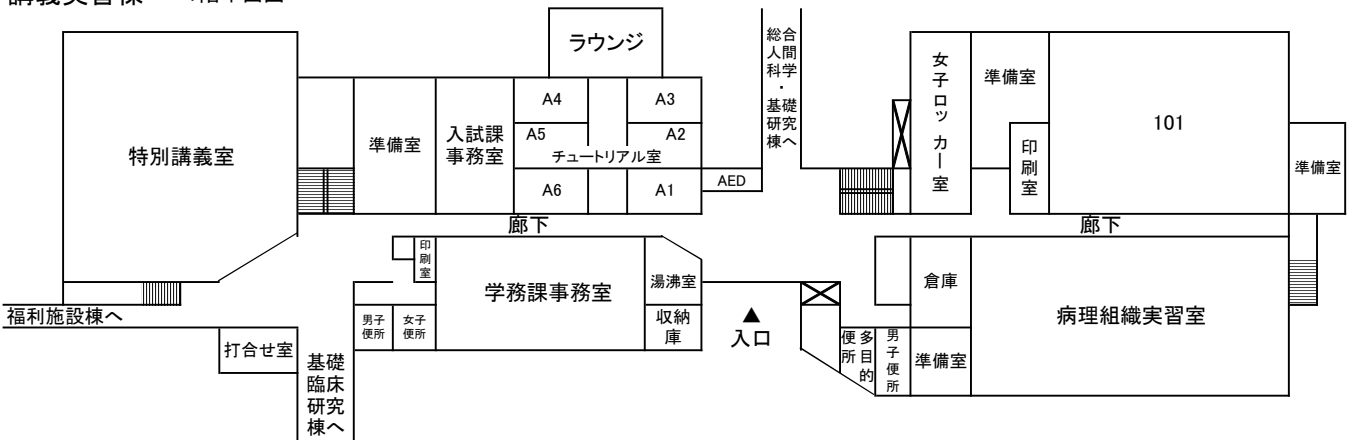 ラウンジ
総合
人間
科学
・
基礎
研究
棟へ
女子ロッカー室
準備室
101
A4
A3
特別講義室
準備室
入試課
事務室
A5
A2
チュートリアル室
印刷室
準備室
A6
A1
AED
廊下
廊下
印刷室
学務課事務室
湯沸室
倉庫
病理組織実習室
福利施設棟へ
男子
便所
女子
便所
収納
庫
▲
入口
多目的
便所
男子便所
準備室
打合せ室
基礎
臨床
研究
棟へ